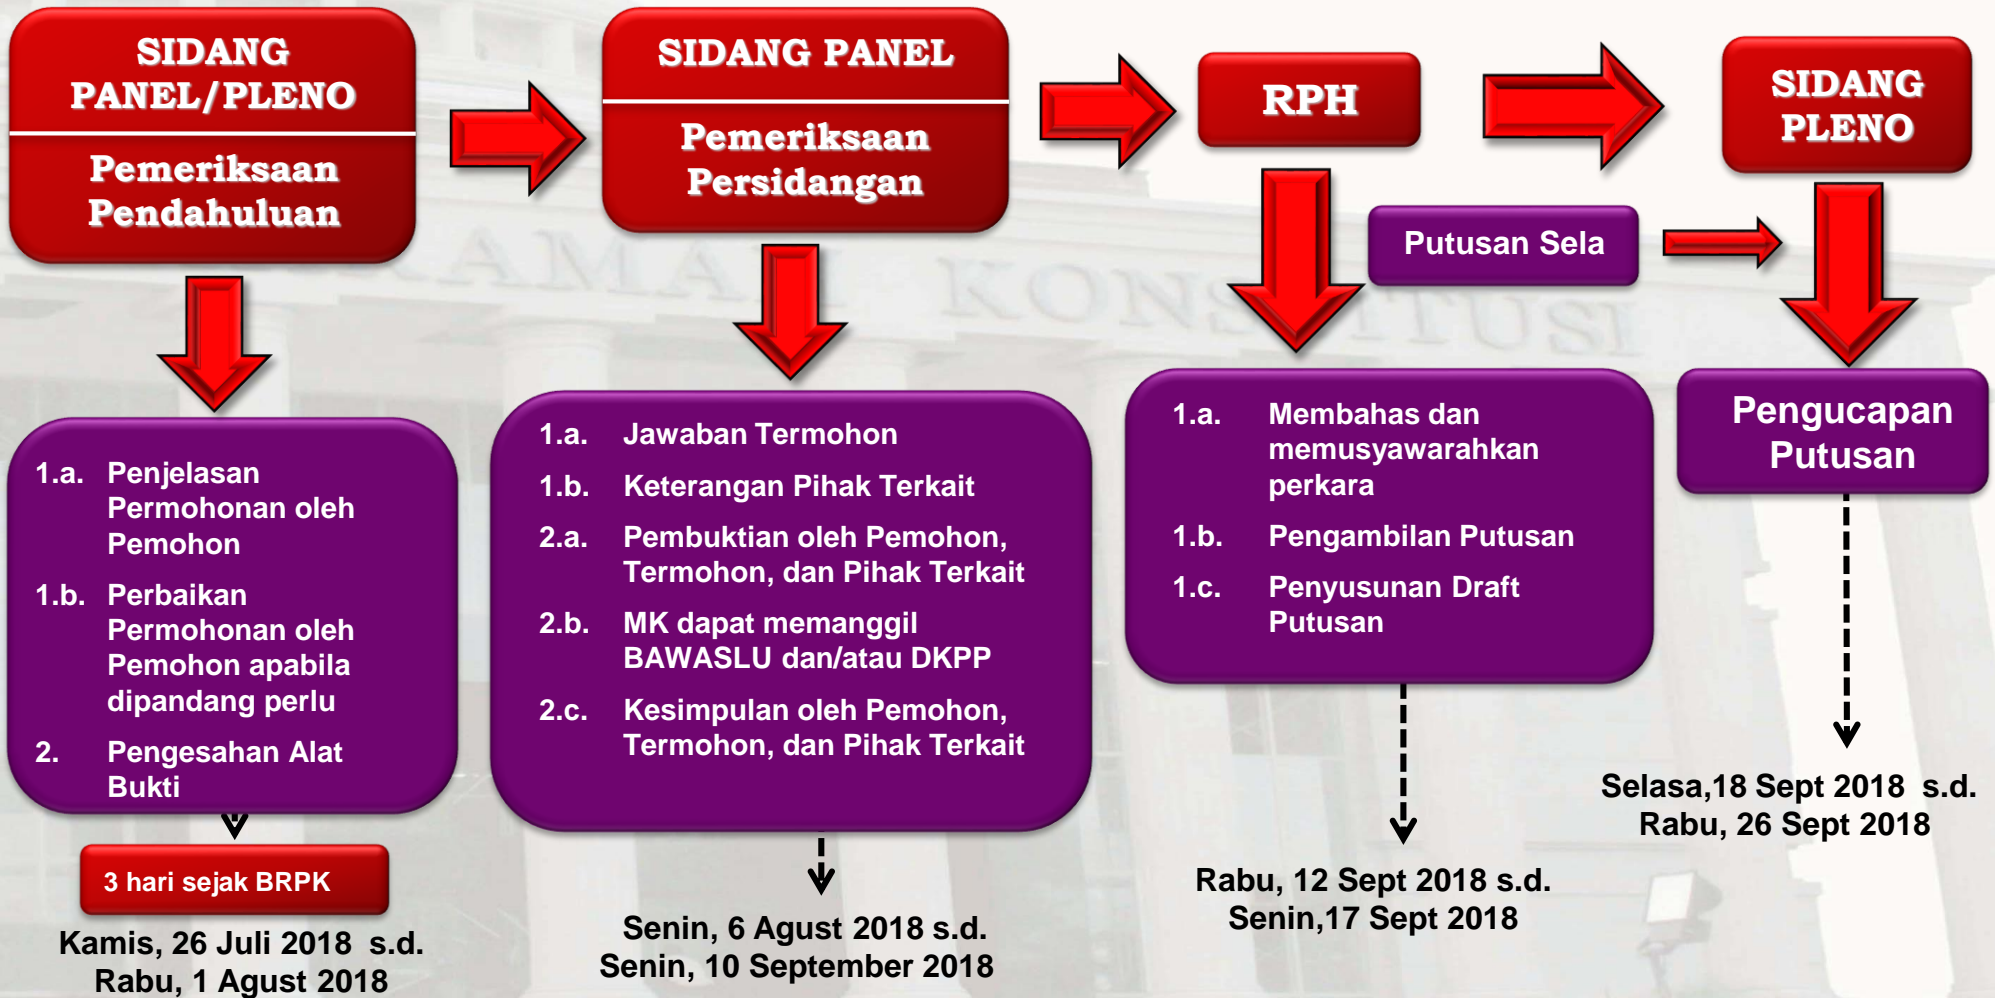 SIDANG
PANEL/PLENO
Pemeriksaan
Pendahuluan
SIDANG PANEL
Pemeriksaan
Persidangan
RPH
SIDANG
PLENO
Putusan Sela
1.a. Penjelasan
Permohonan oleh
Pemohon
1.b. Perbaikan
Permohonan oleh
Pemohon apabila
dipandang perlu
2. Pengesahan Alat
Bukti
3 hari sejak BRPK
Kamis, 26 Juli 2018 s.d.
Rabu, 1 Agust 2018
1.a. Jawaban Termohon
1.b. Keterangan Pihak Terkait
2.a. Pembuktian oleh Pemohon,
Termohon, dan Pihak Terkait
2.b. MK dapat memanggil
BAWASLU dan/atau DKPP
2.c. Kesimpulan oleh Pemohon,
Termohon, dan Pihak Terkait
Senin, 6 Agust 2018 s.d.
Senin, 10 September 2018
1.a. Membahas dan
memusyawarahkan
perkara
1.b. Pengambilan Putusan
1.c. Penyusunan Draft
Putusan
Rabu, 12 Sept 2018 s.d.
Senin,17 Sept 2018
Pengucapan
Putusan
Selasa,18 Sept 2018 s.d.
Rabu, 26 Sept 2018